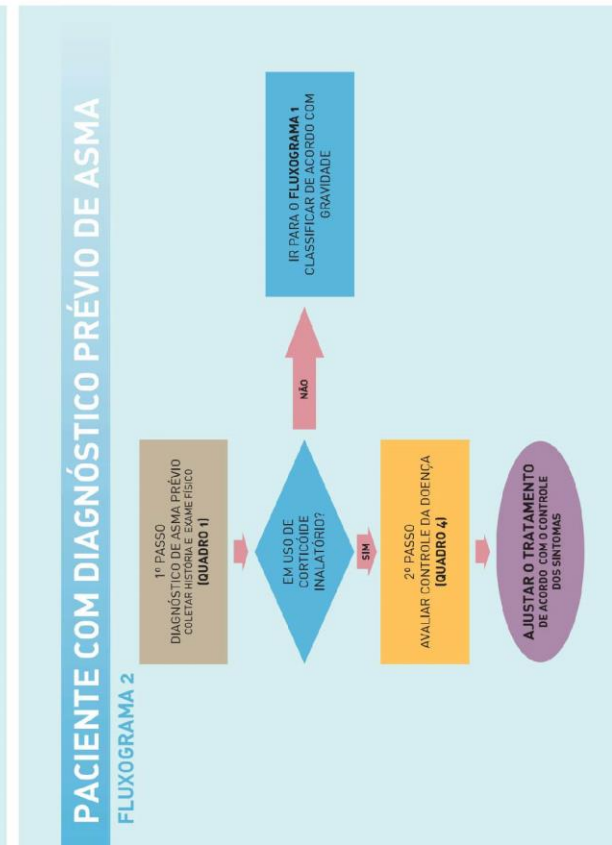 PACIENTE COM DIAGNÓSTICO PRÉVIO DE ASMA
FLUXOGRAMA 2
1º PASSO
DIAGNÓSTICO DE ASMA PRÉVIO
COLETAR HISTÓRIA E EXAME FÍSICO
(QUADRO 1)
EM USO DE
CORTICÓIDE
INALATÓRIO?
NÃO
IR PARA O FLUXOGRAMA 1
CLASSIFICAR DE ACORDO COM
GRAVIDADE
SIM
2º PASSO
AVALIAR CONTROLE DA DOENÇA
(QUADRO 4)
AJUSTAR O TRATAMENTO
DE ACORDO COM O CONTROLE
DOS SINTOMAS